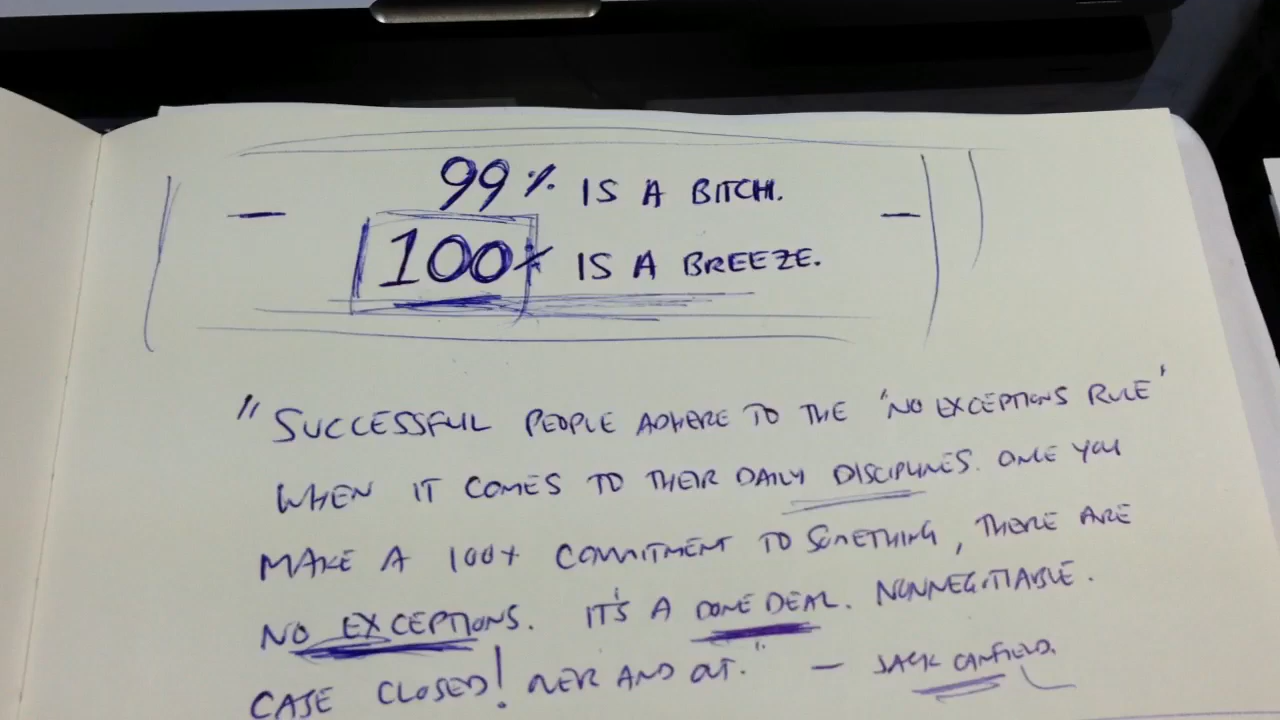 — 99% IS A BITCH. —
100% IS A BREEZE.
"SUCCESSFUL PEOPLE ADHERE TO THE 'NO EXCEPTIONS RULE'
WHEN IT COMES TO THEIR DAILY DISCIPLINES. ONCE YOU
MAKE A 100% COMMITMENT TO SOMETHING, THERE ARE
NO EXCEPTIONS. IT'S A DONE DEAL. NONNEGOTIABLE.
CASE CLOSED! OVER AND OUT." — JACK CANFIELD.